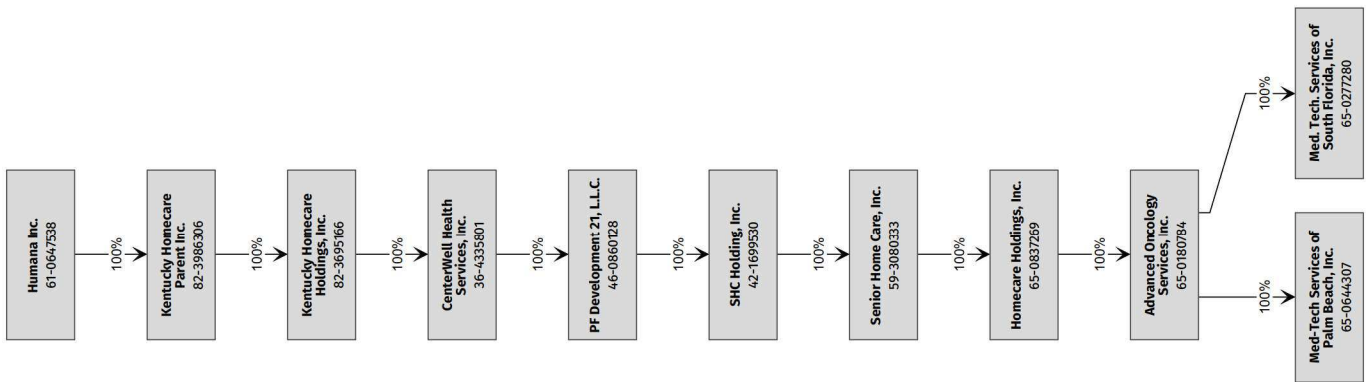 Humana Inc.
61-0647538
100%
Kentucky Homecare
Parent Inc.
82-3986306
100%
Kentucky Homecare
Holdings, Inc.
82-3695166
100%
CenterWell Health
Services, Inc.
36-4335801
100%
PF Development 21, L.L.C.
46-0860128
100%
SHC Holding, Inc.
42-1699530
100%
Senior Home Care, Inc.
59-3080333
100%
Homecare Holdings, Inc.
65-0837269
100%
Advanced Oncology
Services, Inc.
65-0180784
100%
Med-Tech Services of
Palm Beach, Inc.
65-0644307
100%
Med. Tech. Services of
South Florida, Inc.
65-0277280